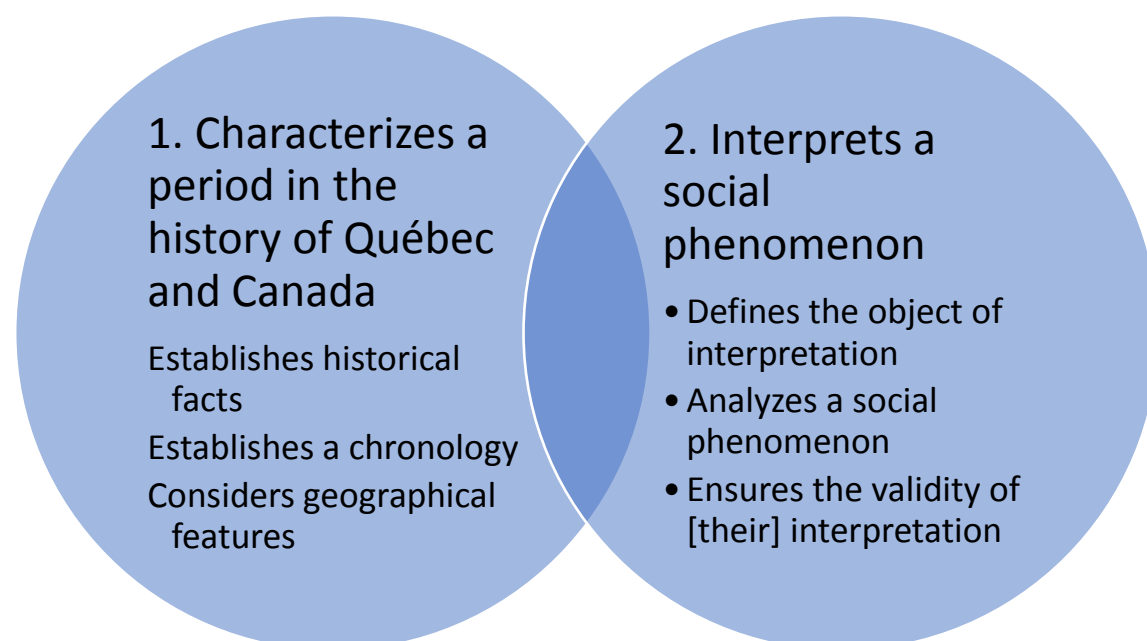 1. Characterizes a
period in the
history of Québec
and Canada
Establishes historical
facts
Establishes a chronology
Considers geographical
features
2. Interprets a
social
phenomenon
• Defines the object of
interpretation
• Analyzes a social
phenomenon
• Ensures the validity of
[their] interpretation